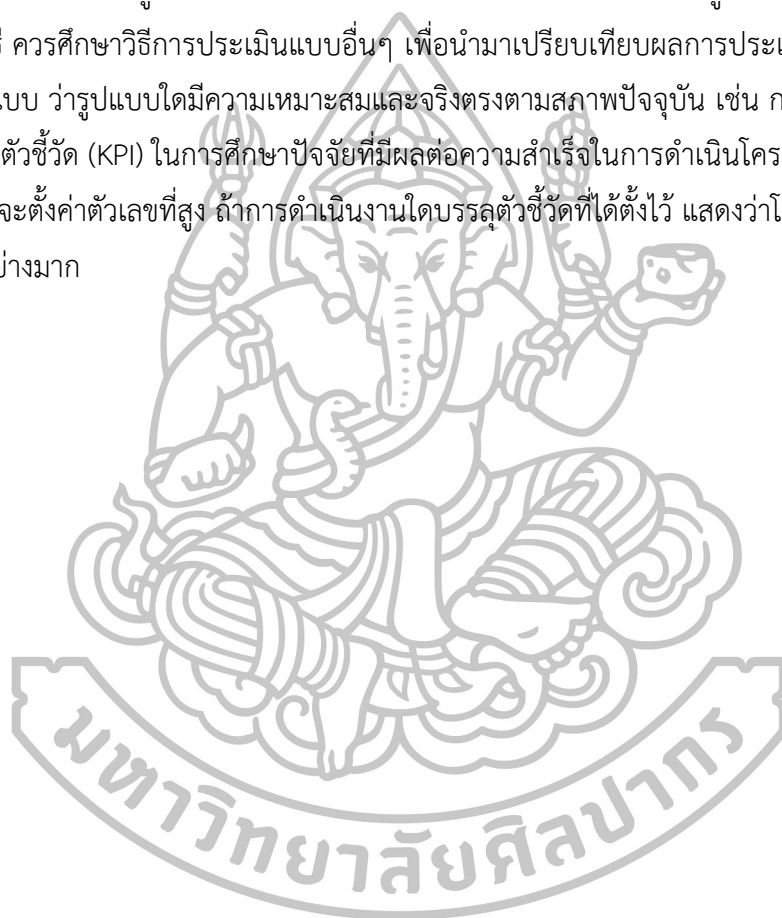 ควรศึกษาวิธีการประเมินแบบอื่นๆ เพื่อนำมาเปรียบเทียบผลการประเ
แบบ ว่ารูปแบบใดมีความเหมาะสมและจริงตรงตามสภาพปัจจุบัน เช่น ก
ตัวชี้วัด (KPI) ในการศึกษาปัจจัยที่มีผลต่อความสำเร็จในการดำเนินโคร
จะตั้งค่าตัวเลขที่สูง ถ้าการดำเนินงานใดบรรลุตัวชี้วัดที่ได้ตั้งไว้ แสดงว่าโ
ย่างมาก
มหาวิทยาลัยศิลปากร